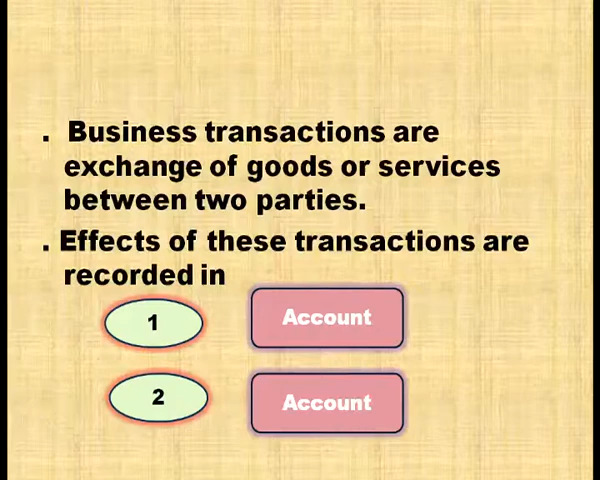 . Business transactions are
exchange of goods or services
between two parties.
. Effects of these transactions are
recorded in
1 Account
2 Account